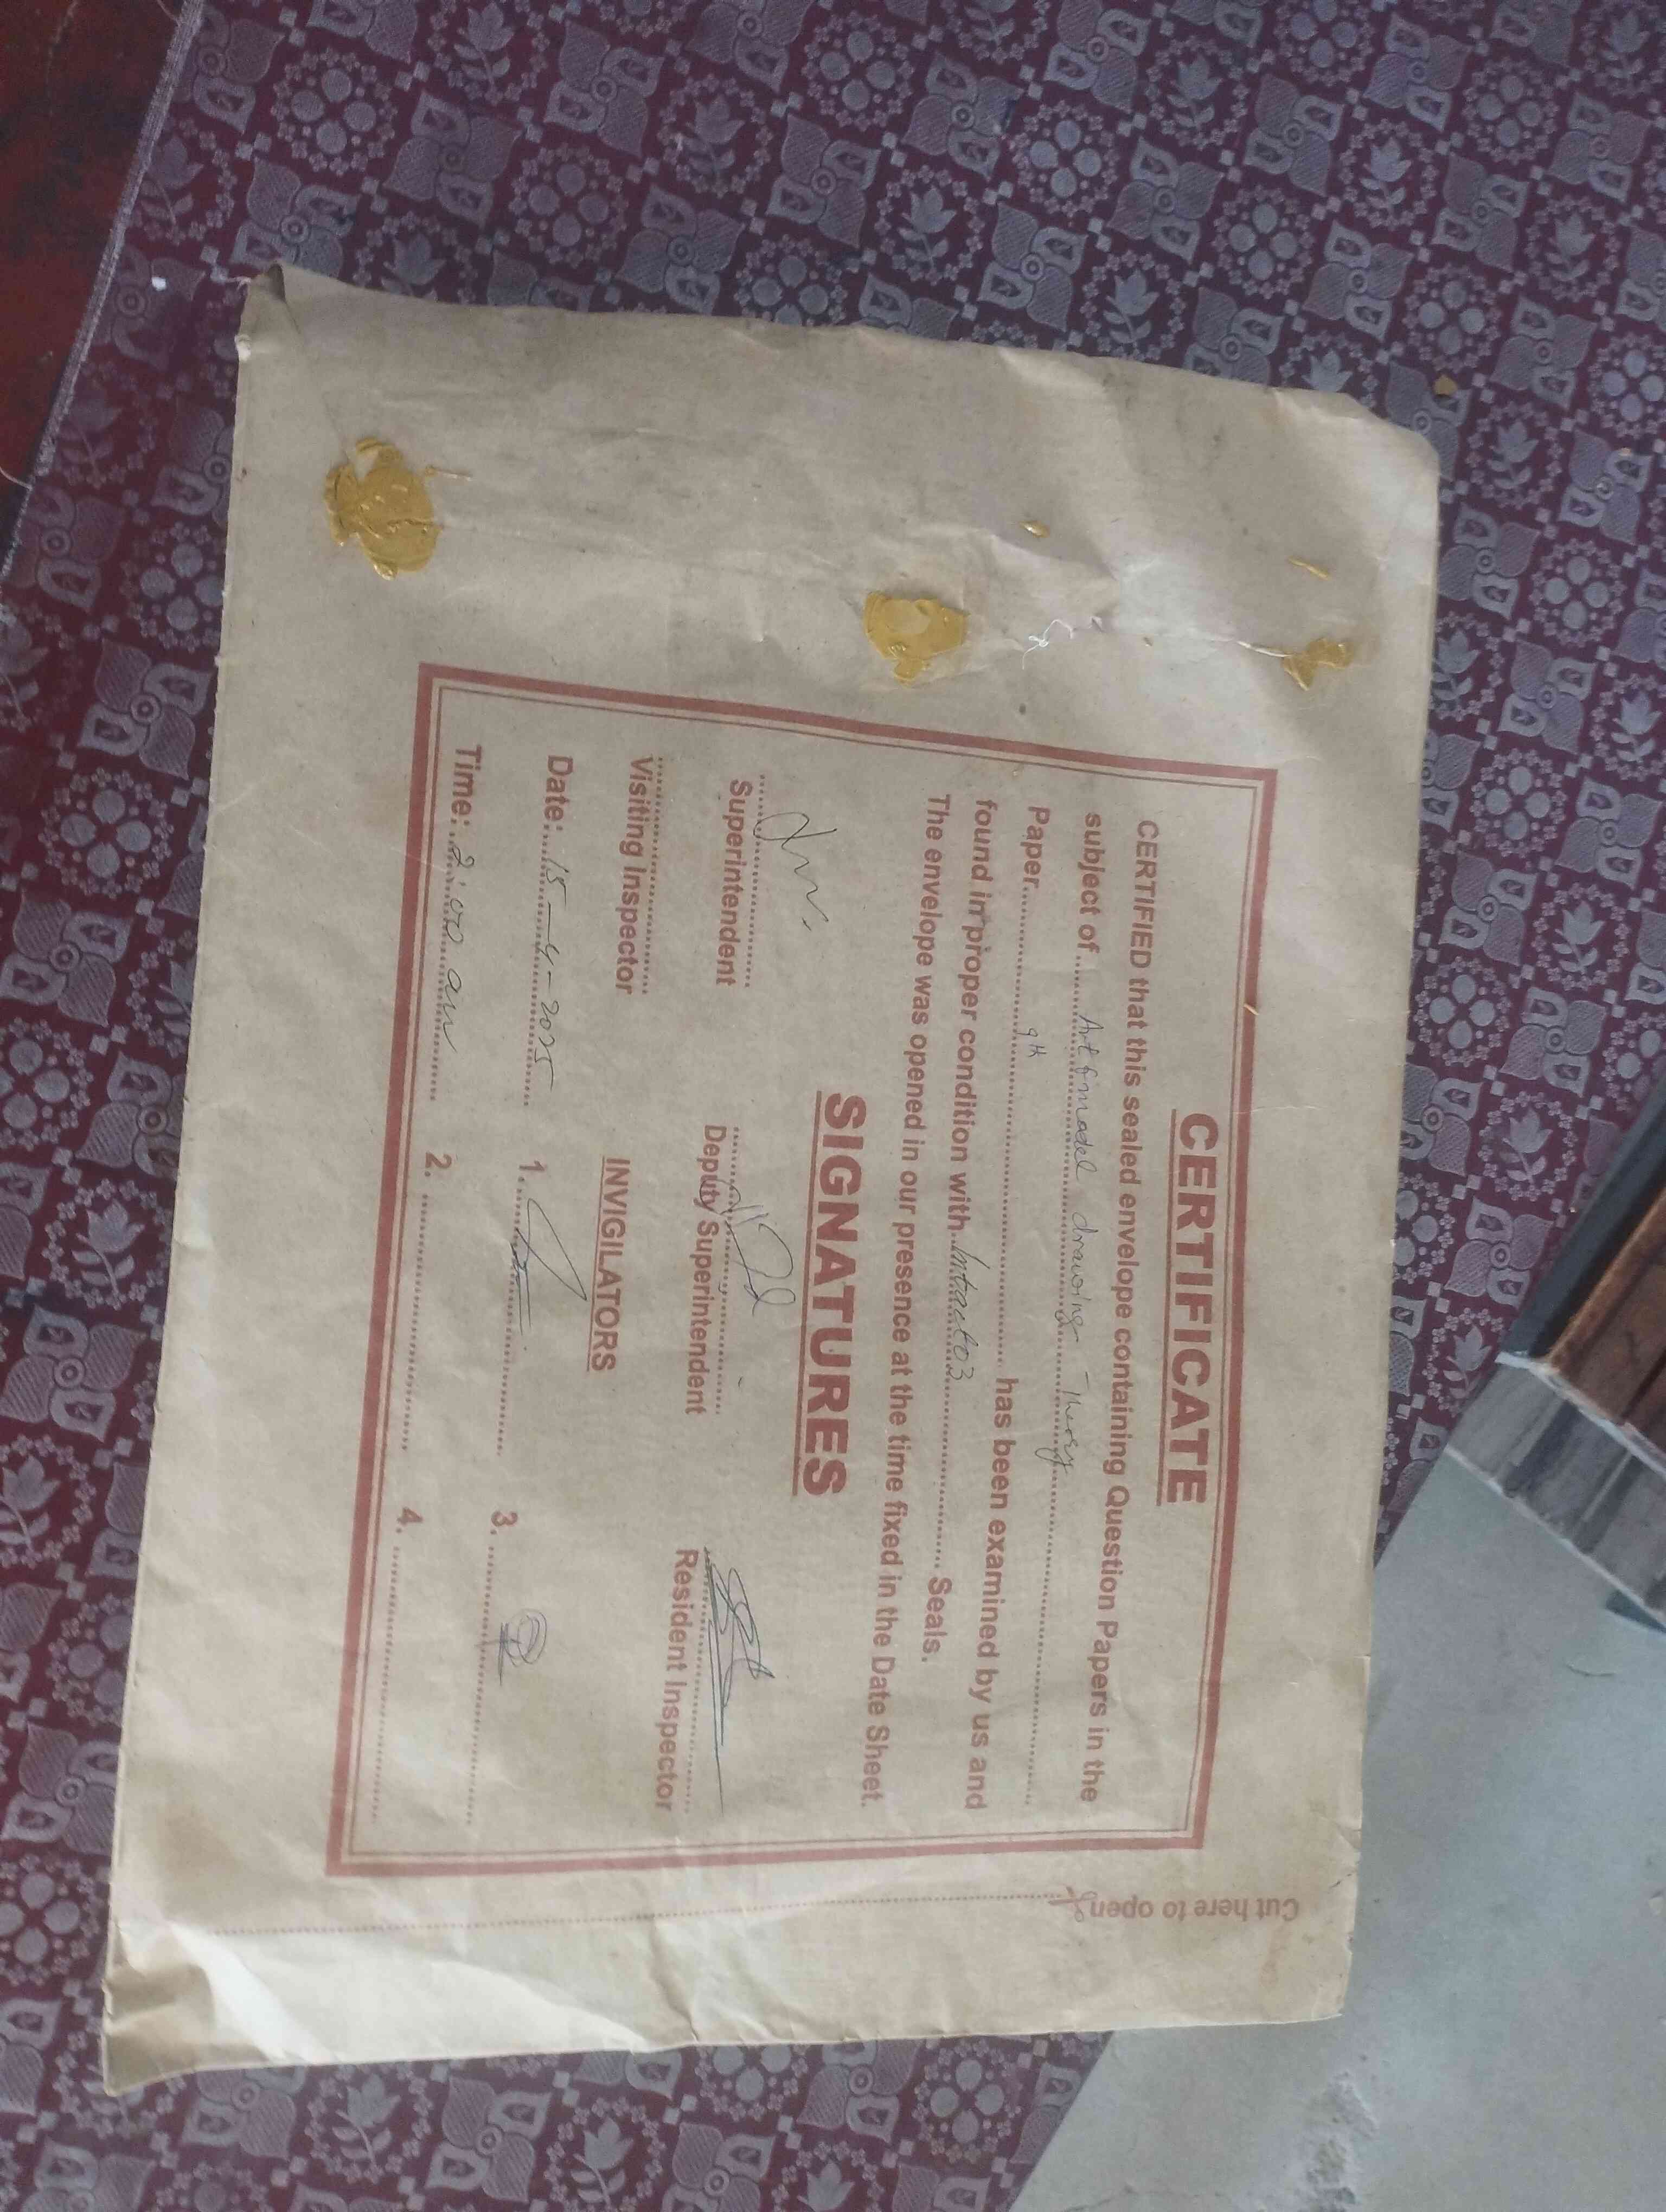 CERTIFICATE
CERTIFIED that this sealed envelope containing Question Papers in the
subject of Art & model drawing Theory
Paper 9th has been examined by us and
found in proper condition with Intact 03 Seals.
The envelope was opened in our presence at the time fixed in the Date Sheet.
SIGNATURES
Superintendent Deputy Superintendent Resident Inspector
Visiting Inspector
INVIGILATORS
Date: 15-4-2025 1. 3.
Time: 2:00 2. 4.
Cut here to open